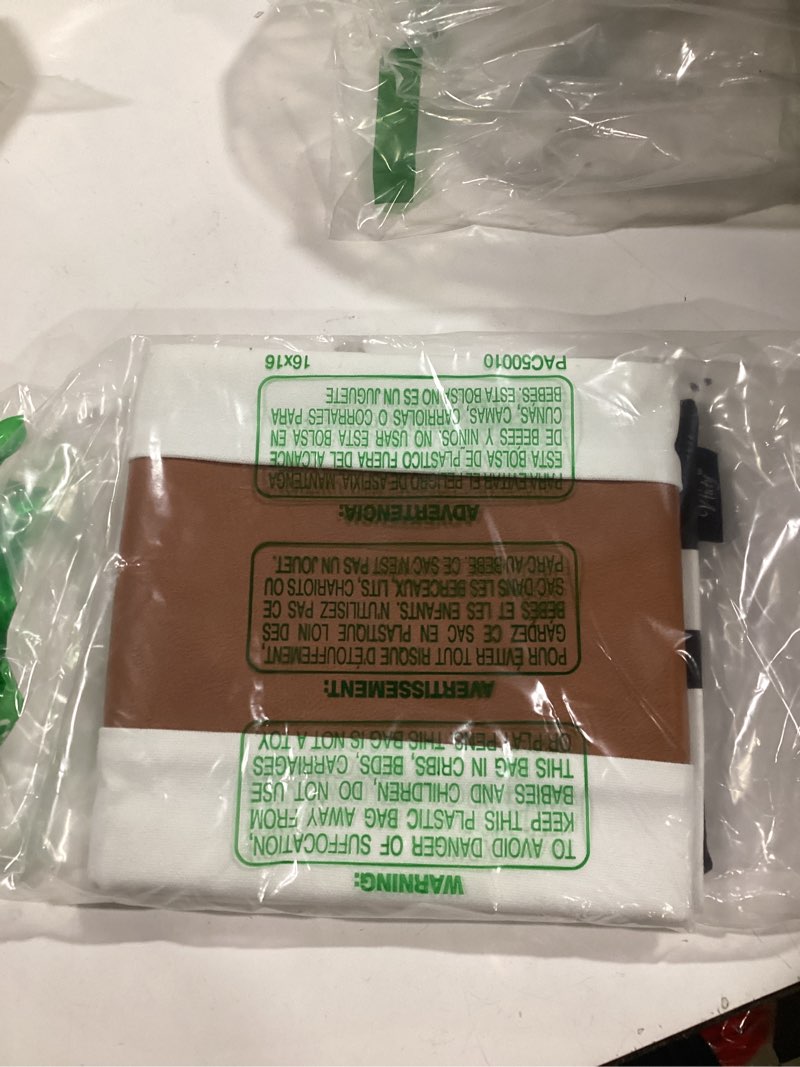 WARNING:
TO AVOID DANGER OF SUFFOCATION,
KEEP THIS PLASTIC BAG AWAY FROM
BABIES AND CHILDREN, DO NOT USE
THIS BAG IN CRIBS, BEDS, CARRIAGES
OR PLAY PENS. THIS BAG IS NOT A TOY
AVERTISSEMENT:
POUR ÉVITER TOUT RISQUE D'ÉTOUFFEMENT,
GARDEZ CE SAC EN PLASTIQUE LOIN DES
BÉBÉS ET LES ENFANTS. N'UTILISEZ PAS CE
SAC DANS LES BERCEAUX, LITS, CHARIOTS OU
PARC AU BEBE. CE SAC N'EST PAS UN JOUET.
ADVERTENCIA:
PARA EVITAR EL PELIGRO DE ASFIXIA, MANTENGA
ESTA BOLSA DE PLASTICO FUERA DEL ALCANCE
DE BEBES Y NINOS. NO USAR ESTA BOLSA EN
CUNAS, CAMAS, CARRIOLAS O CORRALES PARA
BEBÉS. ESTA BOLSA NO ES UN JUGUETE
PAC50010 16x16